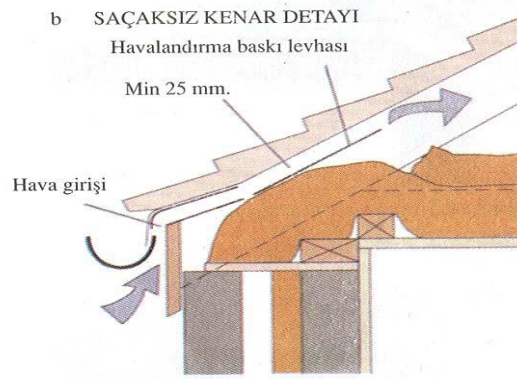 b SAÇAKSIZ KENAR DETAYI
Havalandırma baskı levhası
Min 25 mm.
Hava girişi